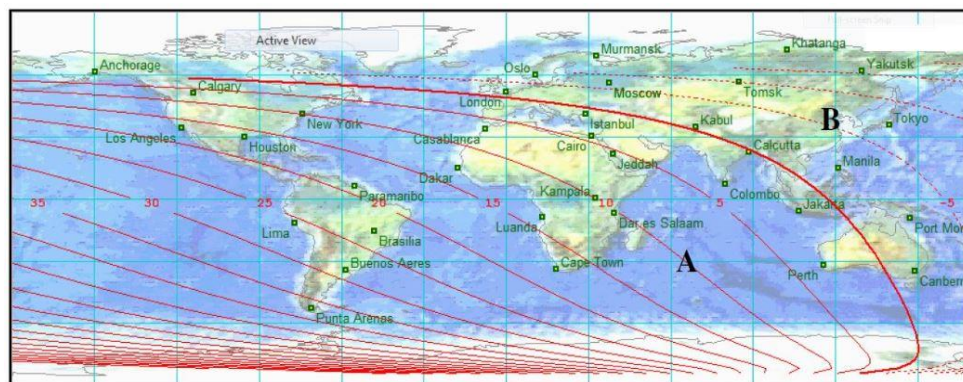 Active View
Khatanga
Murmansk
Anchorage
Oslo
Yakutsk
Calgary
London
Moscow
Tomsk
B
New York
Istanbul
Kabul
Tokyo
Los Angeles
Casablanca
Houston
Cairo
Calcutta
Jeddah
Dakar
Manila
Paramaribo
Kampala
Colombo
35 30 25 20 15 10 5 -5
Jakarta
Lima
Luanda
Dar es Salaam
Port Mor
Brasilia
A
Buenos Aeres
Cape Town
Perth
Canberr
Punta Arenas